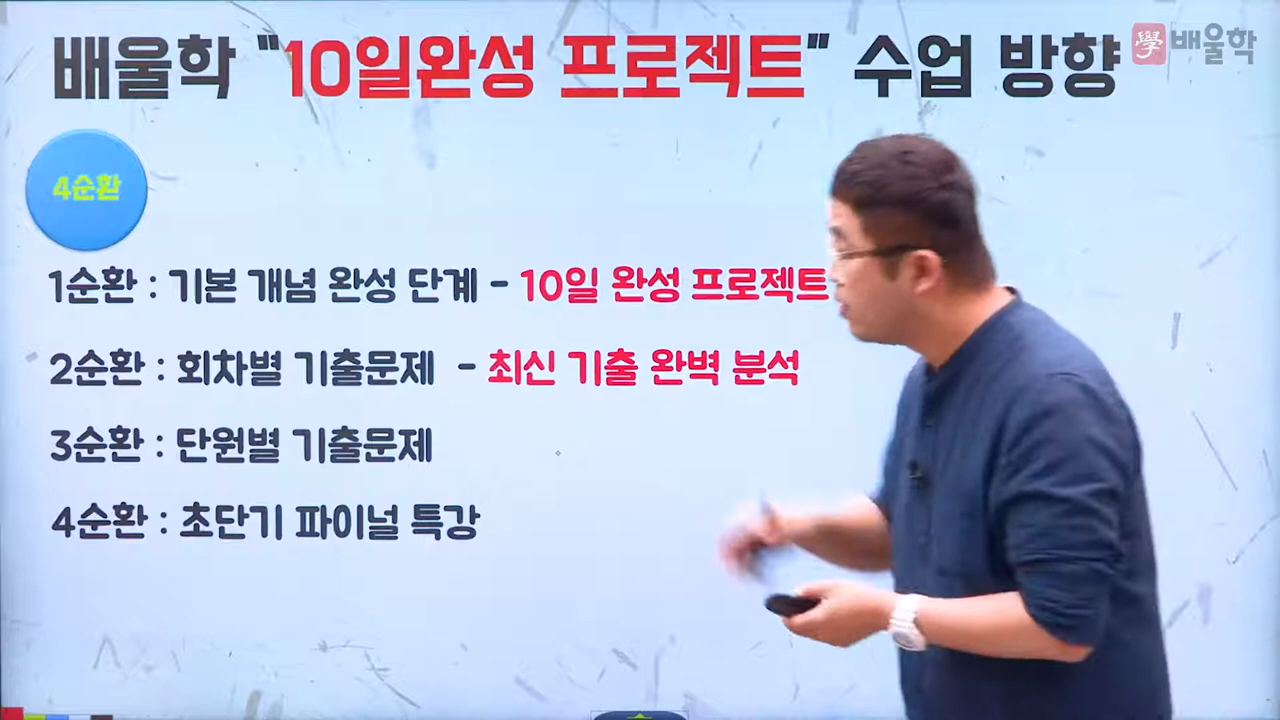 배울학 "10일완성 프로젝트" 수업 방향
學 배울학
4순환
1순환 : 기본 개념 완성 단계 - 10일 완성 프로젝트
2순환 : 회차별 기출문제 - 최신 기출 완벽 분석
3순환 : 단원별 기출문제
4순환 : 초단기 파이널 특강